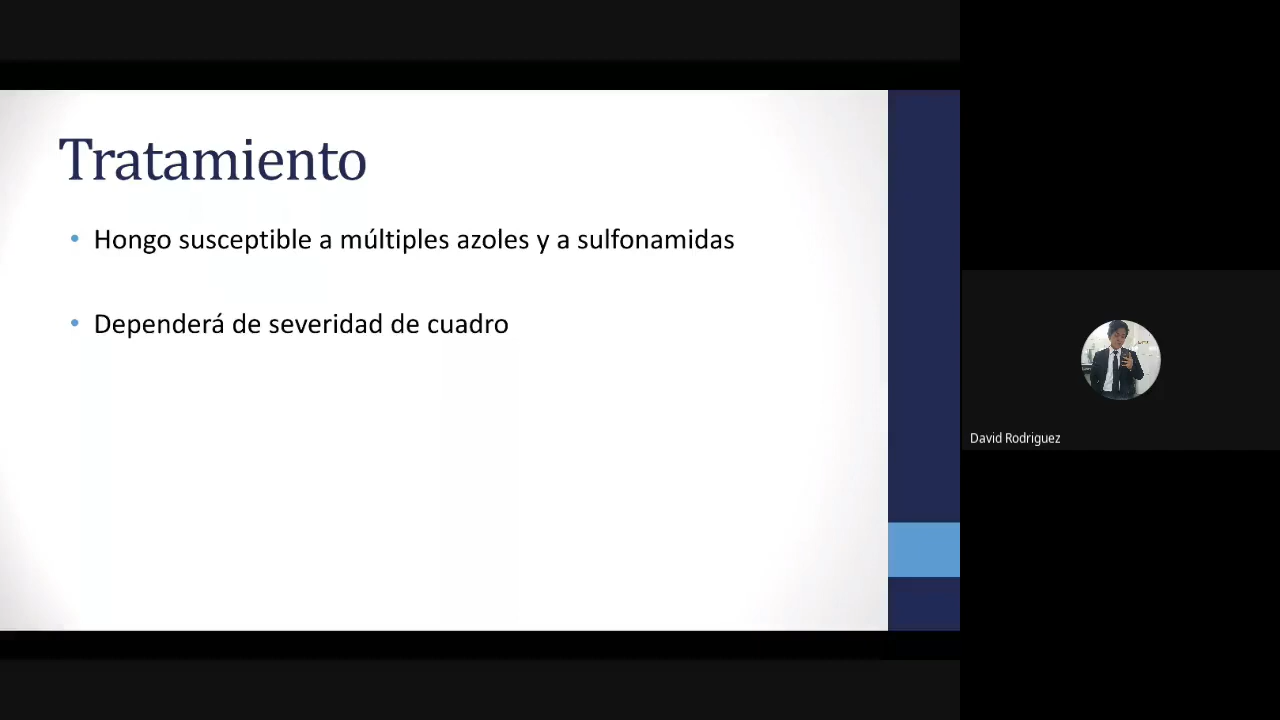 Tratamiento
• Hongo susceptible a múltiples azoles y a sulfonamidas
• Dependerá de severidad de cuadro
David Rodriguez